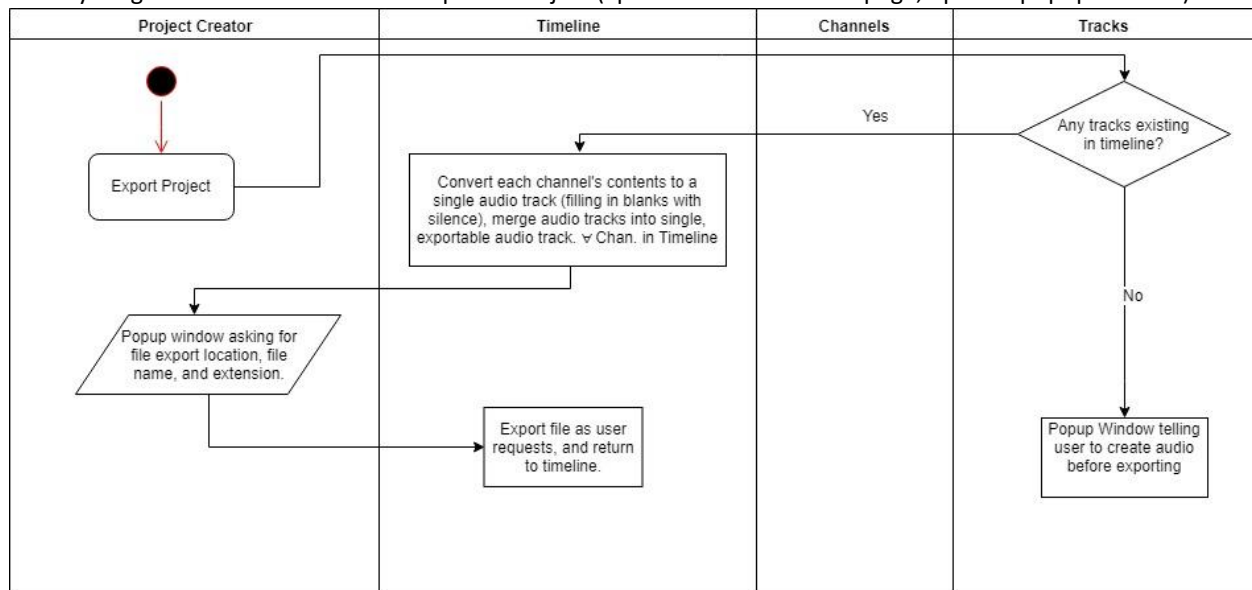 Project Creator
Timeline
Channels
Tracks
Export Project
Any tracks existing
in timeline?
Yes
Convert each channel's contents to a
single audio track (filling in blanks with
silence), merge audio tracks into single,
exportable audio track. ∀ Chan. in Timeline
No
Popup window asking for
file export location, file
name, and extension.
Export file as user
requests, and return
to timeline.
Popup Window telling
user to create audio
before exporting